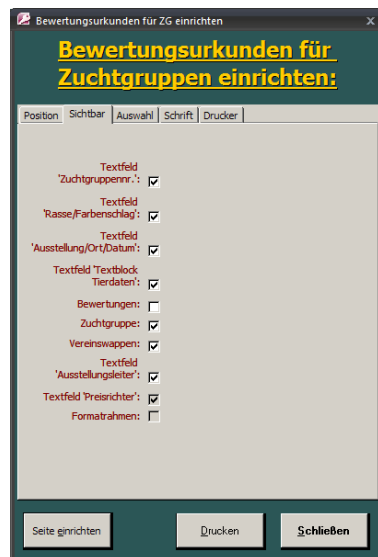 Bewertungsurkunden für ZG einrichten
x
Bewertungsurkunden für
Zuchtgruppen einrichten:
Position Sichtbar Auswahl Schrift Drucker
Textfeld
'Zuchtgruppennr.':
Textfeld
'Rasse/Farbenschlag':
Textfeld
'Ausstellung/Ort/Datum':
Textfeld 'Textblock
Tierdaten':
Bewertungen:
Zuchtgruppe:
Vereinswappen:
Textfeld
'Ausstellungsleiter':
Textfeld 'Preisrichter':
Formatrahmen:
Seite einrichten Drucken Schließen